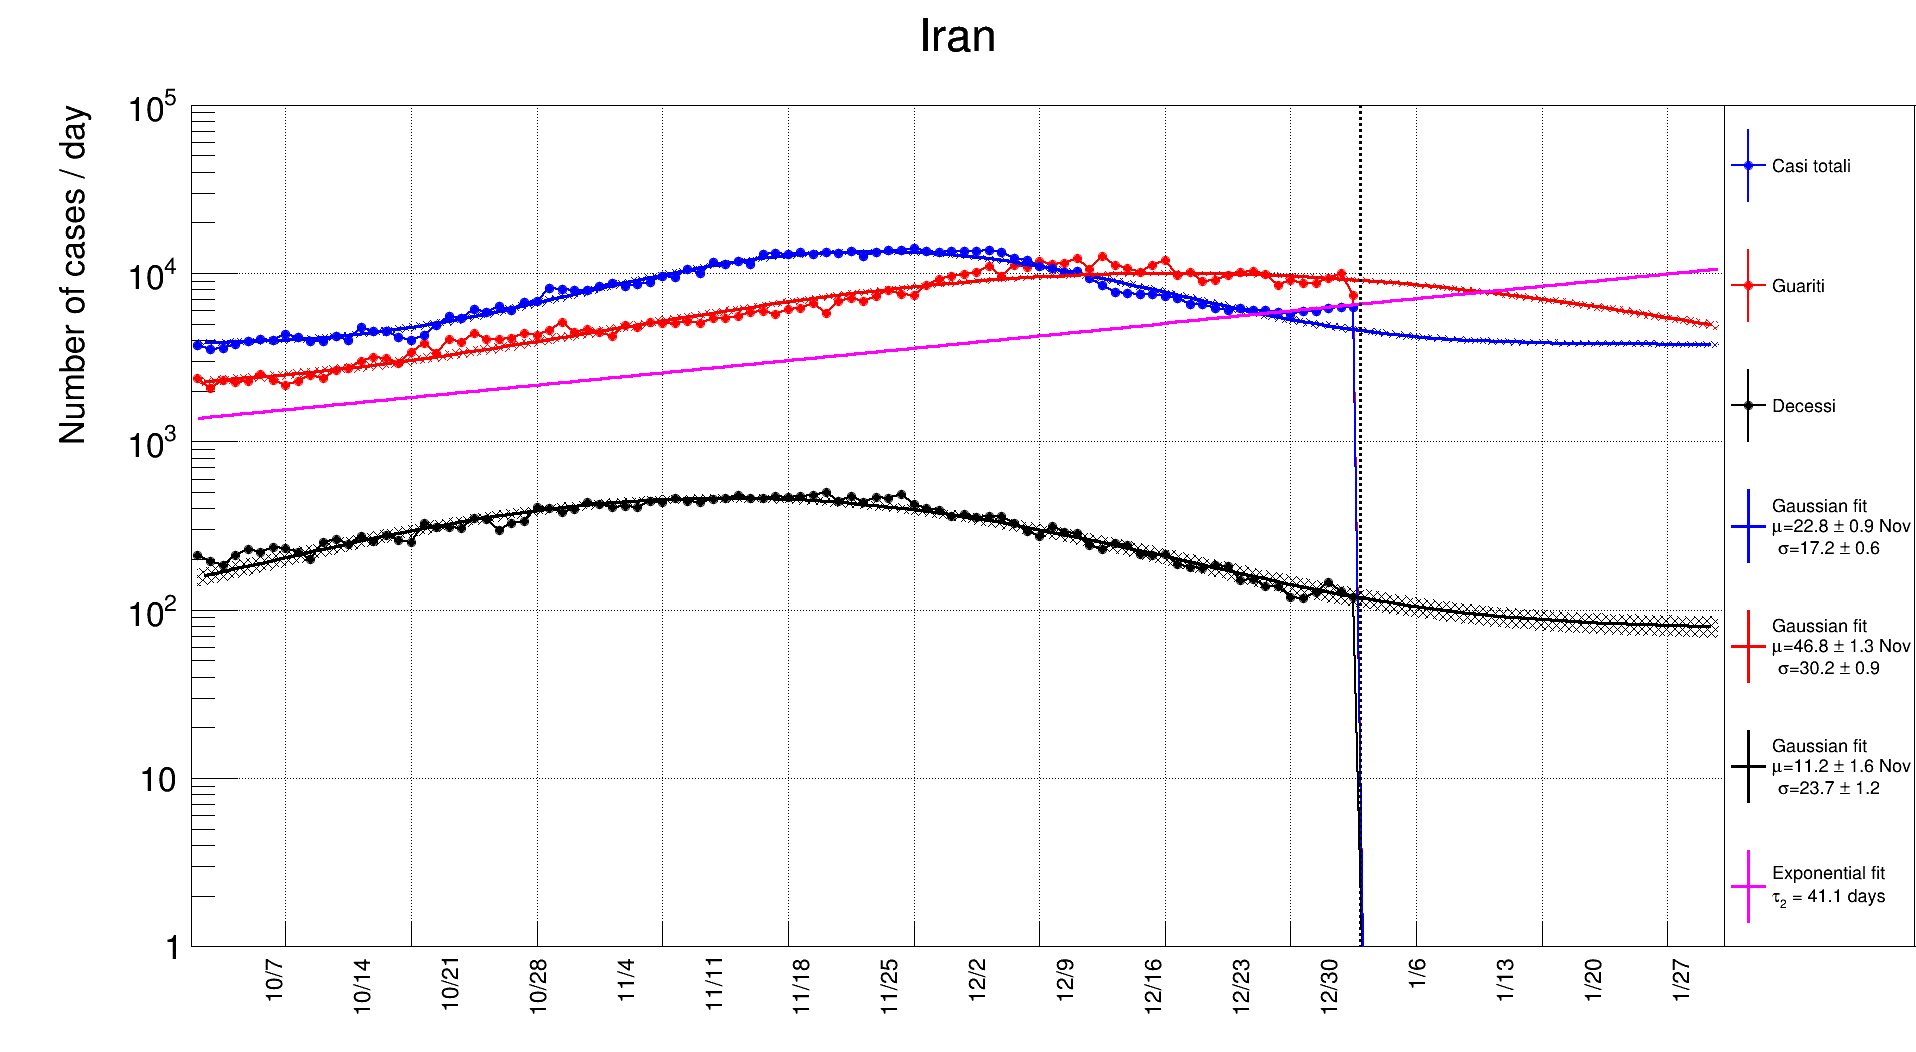 Iran
Number of cases / day
10^5
10^4
10^3
10^2
10
1
10/7
10/14
10/21
10/28
11/4
11/11
11/18
11/25
12/2
12/9
12/16
12/23
12/30
1/6
1/13
1/20
1/27
Casi totali
Guariti
Decessi
Gaussian fit
μ=22.8 ± 0.9 Nov
σ=17.2 ± 0.6
Gaussian fit
μ=46.8 ± 1.3 Nov
σ=30.2 ± 0.9
Gaussian fit
μ=11.2 ± 1.6 Nov
σ=23.7 ± 1.2
Exponential fit
τ₂ = 41.1 days